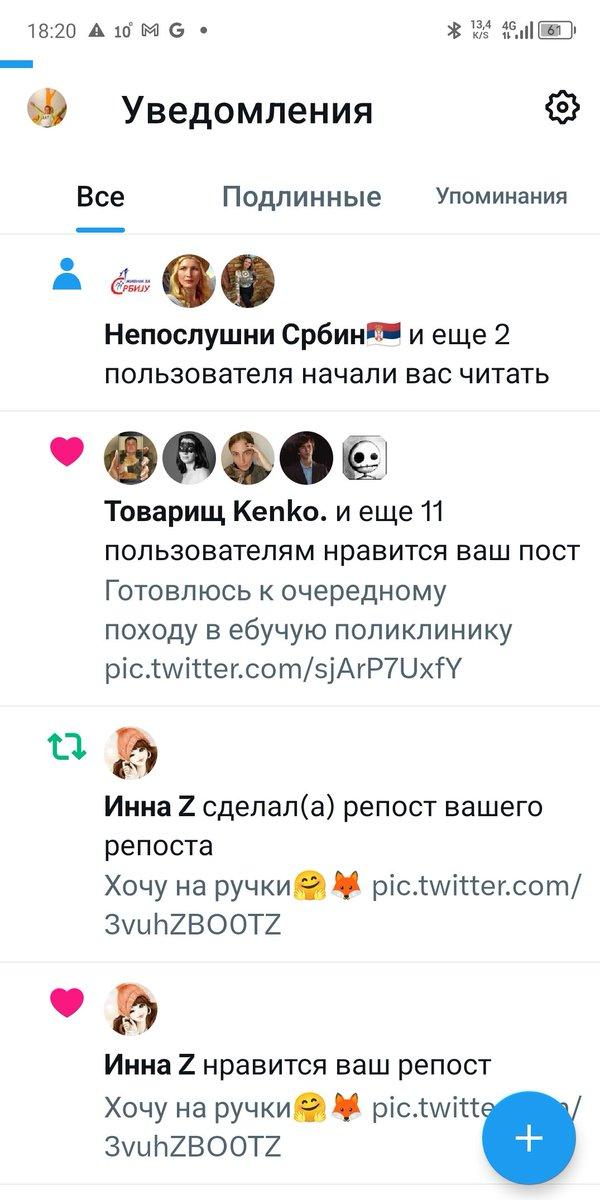 18:20 10° M G 13,4 K/S 4G 61
Уведомления
Все Подлинные Упоминания
ЖИВИМ ЗА СРБИЈУ
Непослушни Србин🇷🇸 и еще 2
пользователя начали вас читать
Товарищ Kenko. и еще 11
пользователям нравится ваш пост
Готовлюсь к очередному
походу в ебучую поликлинику
pic.twitter.com/sjArP7UxfY
Инна Z сделал(а) репост вашего
репоста
Хочу на ручки🤗🦊 pic.twitter.com/
3vuhZBO0TZ
Инна Z нравится ваш репост
Хочу на ручки🤗🦊 pic.twitte /
3vuhZBO0TZ